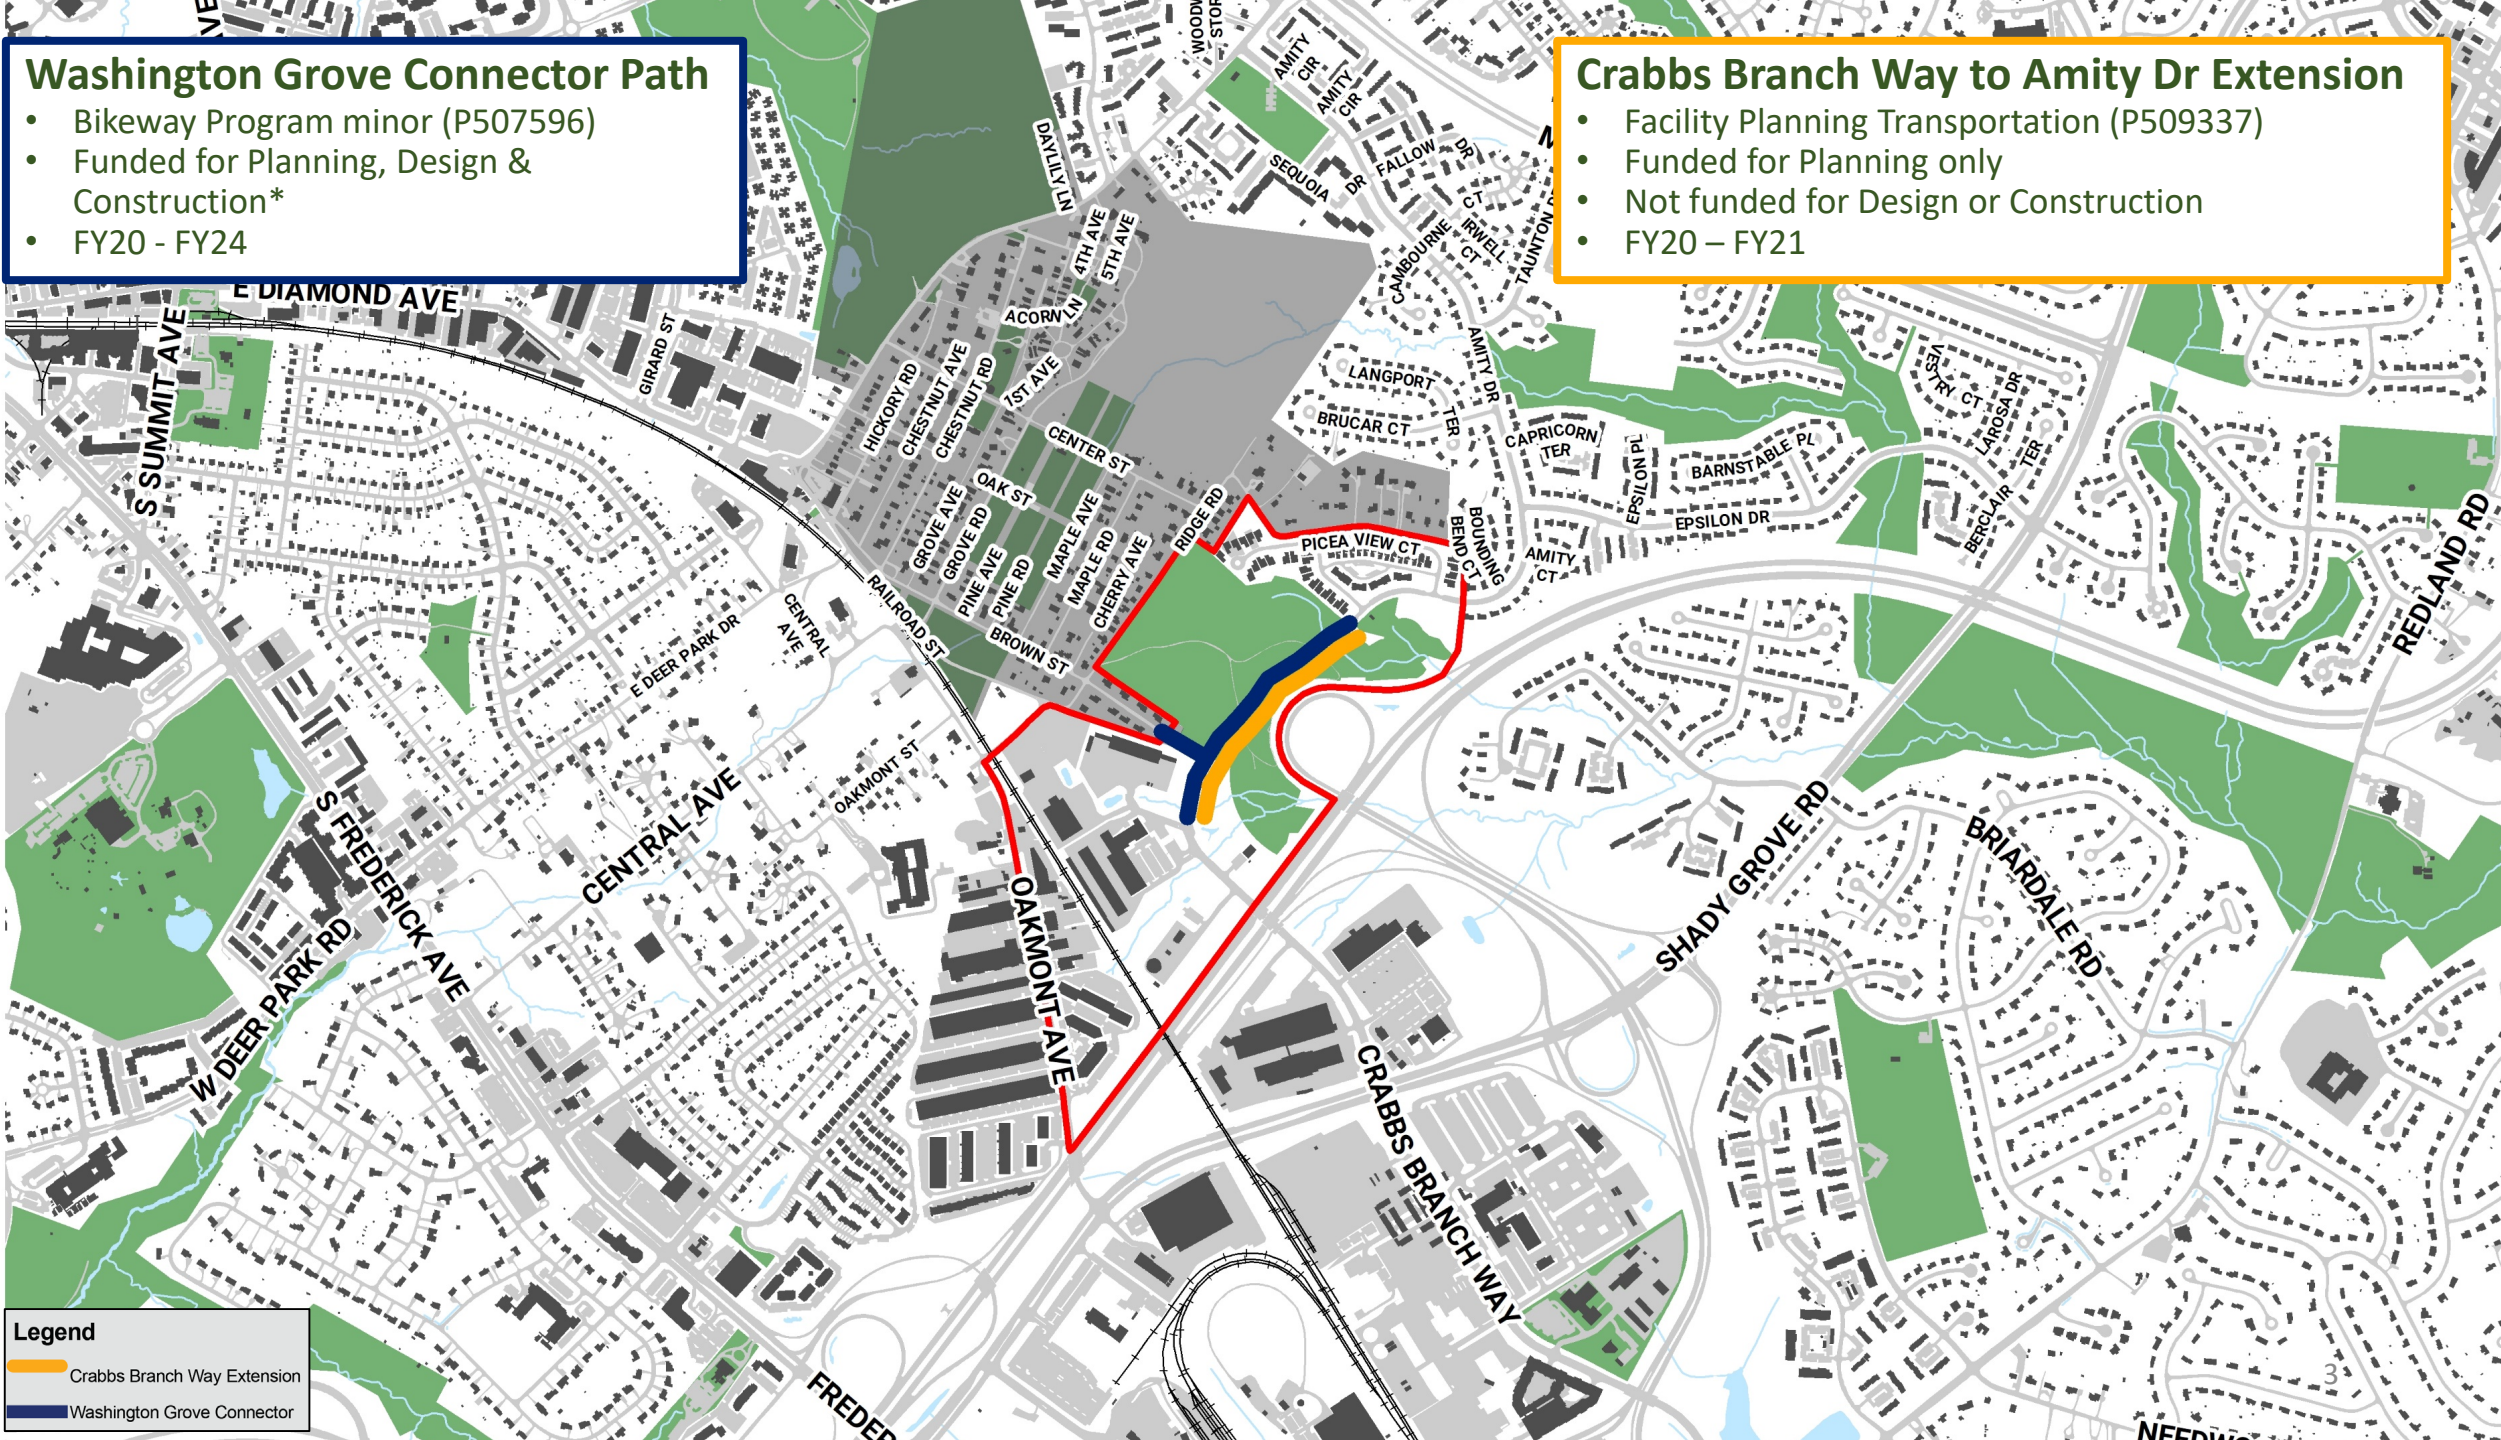 Washington Grove Connector Path
• Bikeway Program minor (P507596)
• Funded for Planning, Design &
Construction*
• FY20 - FY24
Crabbs Branch Way to Amity Dr Extension
• Facility Planning Transportation (P509337)
• Funded for Planning only
• Not funded for Design or Construction
• FY20 – FY21
AMITY
CIR
AMITY
CIR
DAYLILY LN
SEQUOIA DR
FALLOW DR
CAMBOURNE CT
IRWELL
CT
4TH AVE
5TH AVE
E DIAMOND AVE
S SUMMIT AVE
GIRARD ST
ACORN LN
HICKORY RD
CHESTNUT AVE
CHESTNUT RD
1ST AVE
CENTER ST
OAK ST
GROVE AVE
GROVE RD
PINE AVE
PINE RD
MAPLE AVE
MAPLE RD
CHERRY AVE
RIDGE RD
BROWN ST
RAILROAD ST
LANGPORT TER
BRUCAR CT
AMITY DR
CAPRICORN
TER
EPSILON PL
BARNSTABLE PL
EPSILON DR
VESTRY CT
LAROSA DR
BERCLAIR TER
REDLAND RD
PICEA VIEW CT
BOUNDING
BEND CT
AMITY
CT
CENTRAL
AVE
E DEER PARK DR
OAKMONT ST
CENTRAL AVE
S FREDERICK AVE
W DEER PARK RD
OAKMONT AVE
SHADY GROVE RD
BRIARDALE RD
CRABBS BRANCH WAY
Legend
Crabbs Branch Way Extension
Washington Grove Connector
3